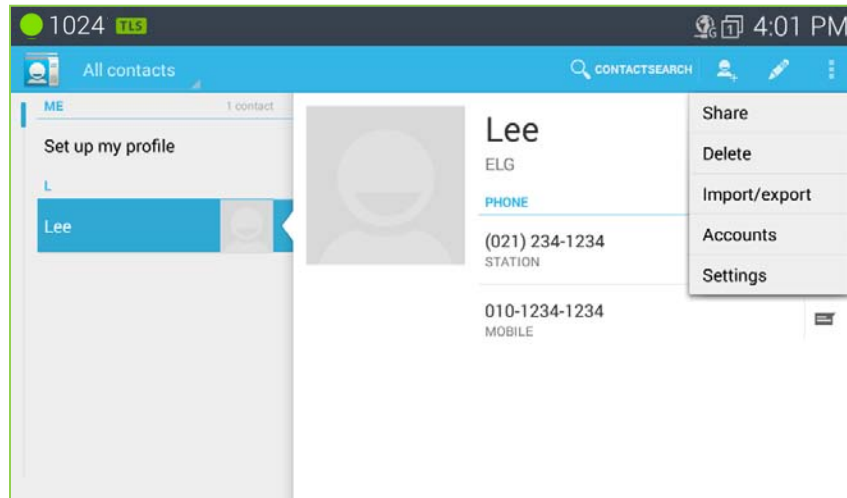 1024 TLS 4:01 PM
All contacts CONTACTSEARCH
ME 1 contact
Set up my profile
L
Lee
Lee
ELG
PHONE
(021) 234-1234
STATION
010-1234-1234
MOBILE
Share
Delete
Import/export
Accounts
Settings